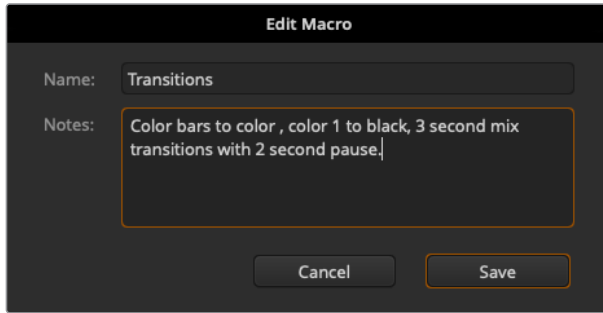 Edit Macro
Name: Transitions
Notes: Color bars to color , color 1 to black, 3 second mix
transitions with 2 second pause.
Cancel Save